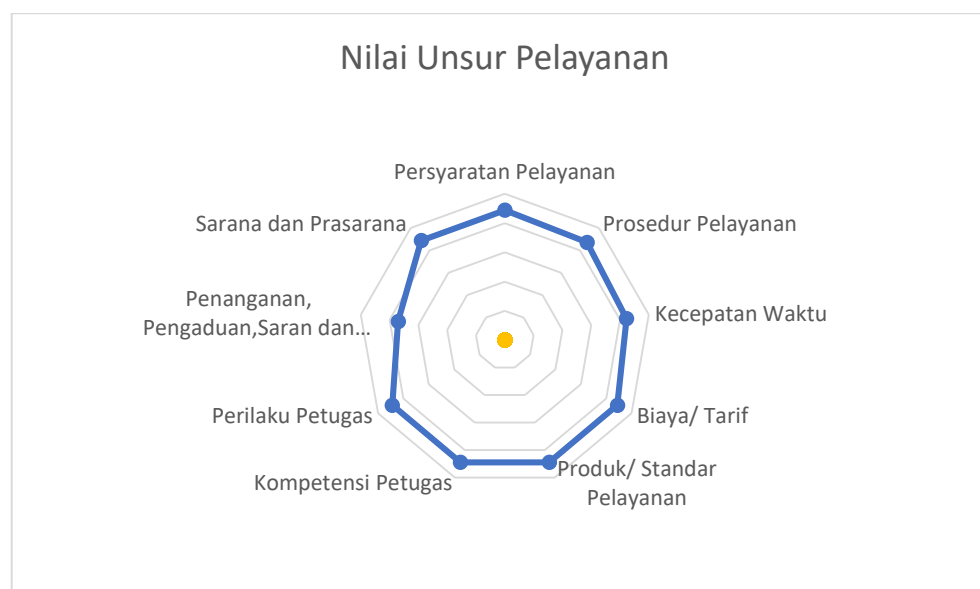 Nilai Unsur Pelayanan
Persyaratan Pelayanan
Prosedur Pelayanan
Kecepatan Waktu
Biaya/ Tarif
Produk/ Standar
Pelayanan
Kompetensi Petugas
Perilaku Petugas
Penanganan,
Pengaduan,Saran dan...
Sarana dan Prasarana